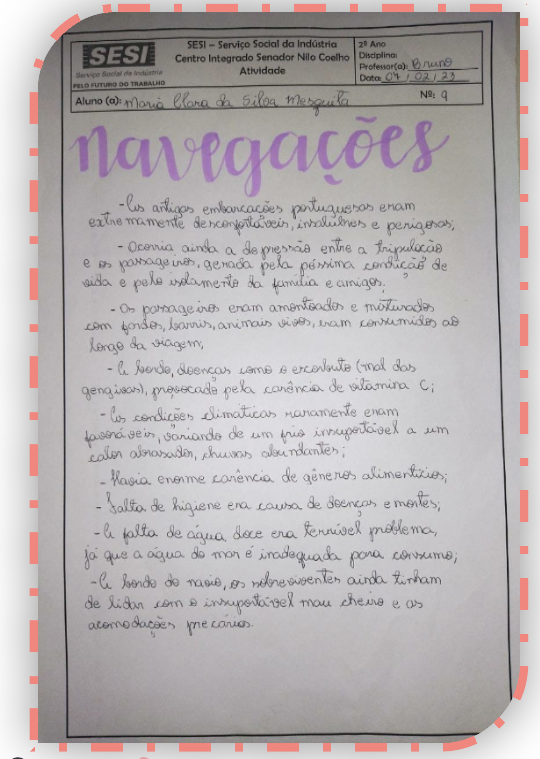 SESI
Serviço Social da Indústria
PELO FUTURO DO TRABALHO
SESI – Serviço Social da Indústria
Centro Integrado Senador Nilo Coelho
Atividade
2º Ano
Disciplina:
Professor(a): Bruno
Data: 04/02/23
Aluno (a): Maria Clara da Silva Mesquita
Nº: 9
Navegações
- As antigas embarcações portuguesas eram
extremamente desconfortáveis, insalubres e perigosas;
- Ocorria ainda a depressão entre a tripulação
e os passageiros, gerada pela péssima condição de
vida e pelo isolamento da família e amigos.
- Os passageiros eram amontoados e misturados
com fardos, barris, animais vivos, eram consumidos ao
longo da viagem;
- A bordo, doenças como o escorbuto (mal das
gengivas), provocado pela carência de vitamina C;
- As condições climáticas raramente eram
favoráveis, variando de um frio insuportável a um
calor abrasador, chuvas abundantes;
- Havia enorme carência de gêneros alimentícios;
- Falta de higiene era causa de doenças e mortes;
- A falta de água doce era terrível problema,
já que a água do mar é inadequada para consumo;
- A bordo do navio, os sobreviventes ainda tinham
de lidar com o insuportável mau cheiro e as
acomodações precárias.